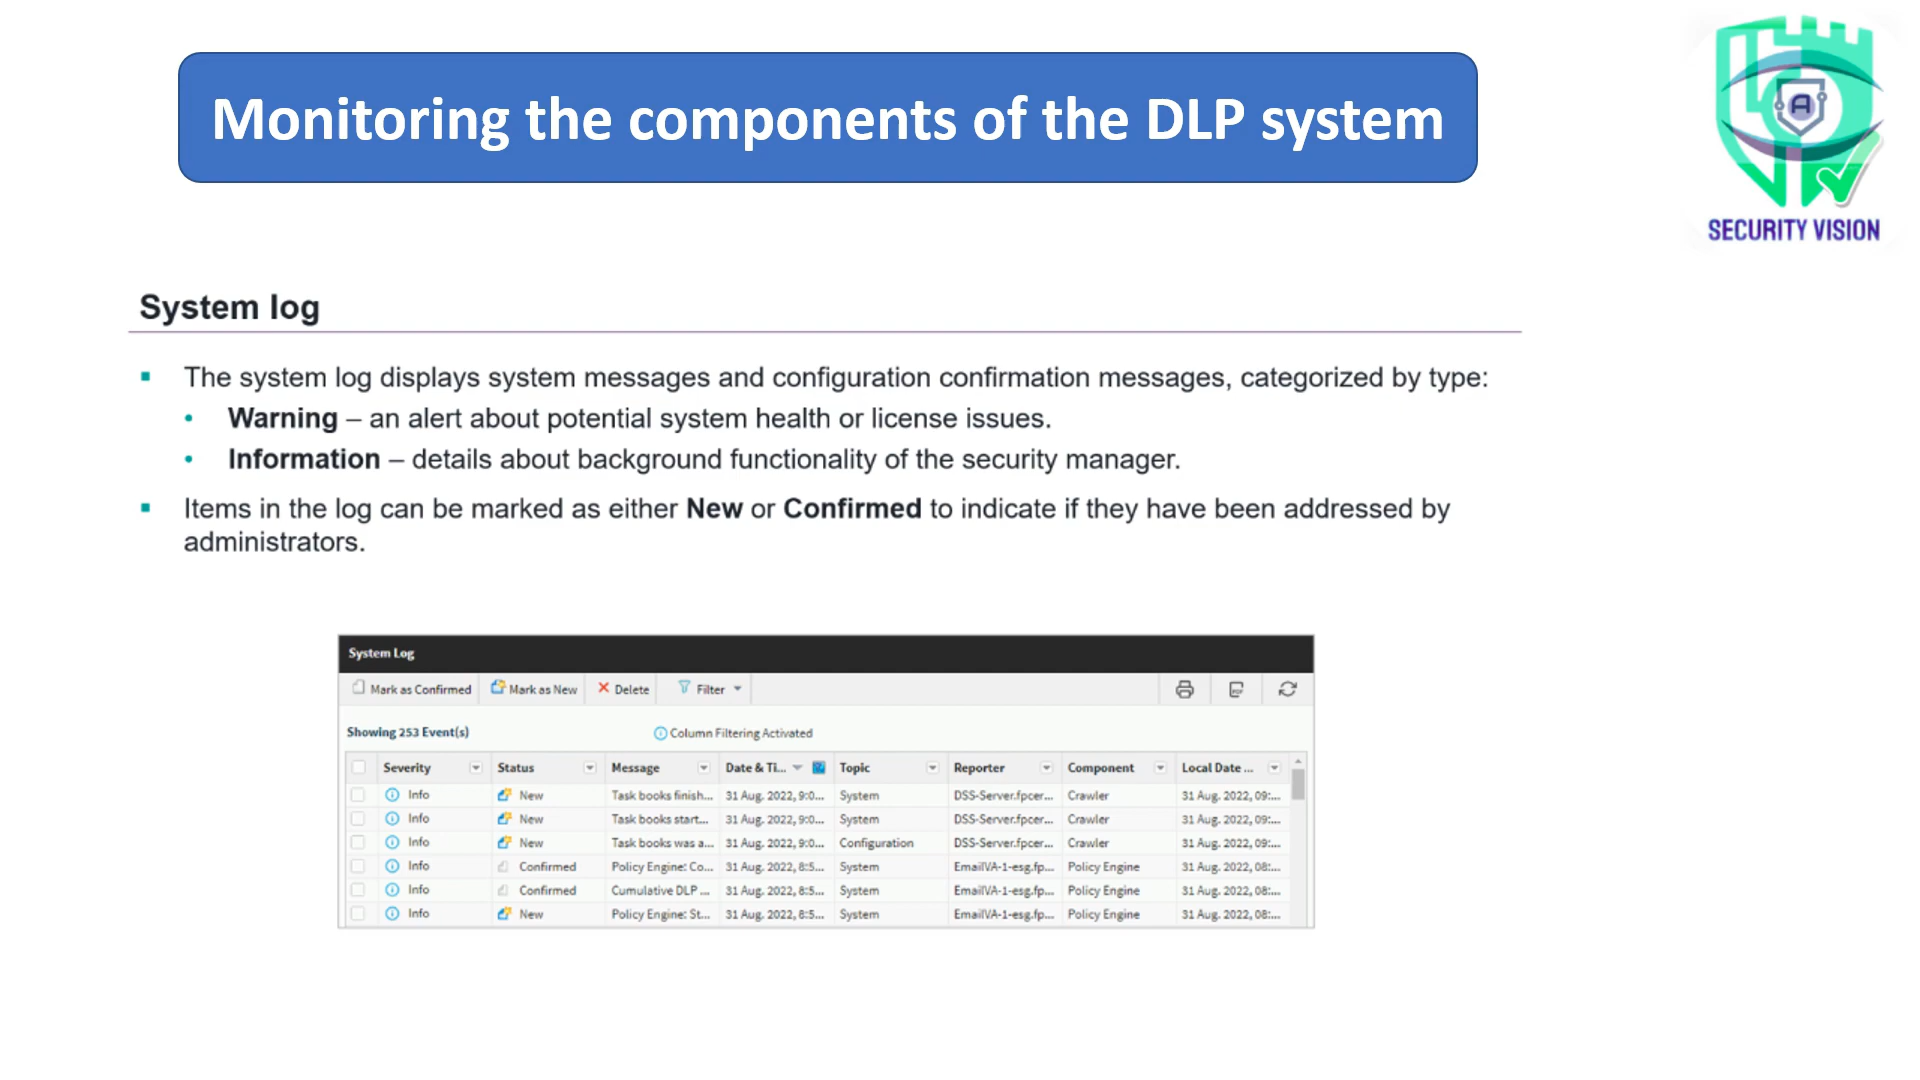 Monitoring the components of the DLP system
A
SECURITY VISION
System log
The system log displays system messages and configuration confirmation messages, categorized by type:
Warning – an alert about potential system health or license issues.
Information – details about background functionality of the security manager.
Items in the log can be marked as either New or Confirmed to indicate if they have been addressed by
administrators.
System Log
Mark as Confirmed Mark as New Delete Filter PDF
Showing 253 Event(s) Column Filtering Activated
Severity Status Message Date & Ti... Topic Reporter Component Local Date ...
Info New Task books finish... 31 Aug. 2022, 9:0... System DSS-Server.fpcer... Crawler 31 Aug. 2022, 09:...
Info New Task books start... 31 Aug. 2022, 9:0... System DSS-Server.fpcer... Crawler 31 Aug. 2022, 09:...
Info New Task books was a... 31 Aug. 2022, 9:0... Configuration DSS-Server.fpcer... Crawler 31 Aug. 2022, 09:...
Info Confirmed Policy Engine: Co... 31 Aug. 2022, 8:5... System EmailVA-1-esg.fp... Policy Engine 31 Aug. 2022, 08:...
Info Confirmed Cumulative DLP ... 31 Aug. 2022, 8:5... System EmailVA-1-esg.fp... Policy Engine 31 Aug. 2022, 08:...
Info New Policy Engine: St... 31 Aug. 2022, 8:5... System EmailVA-1-esg.fp... Policy Engine 31 Aug. 2022, 08:...